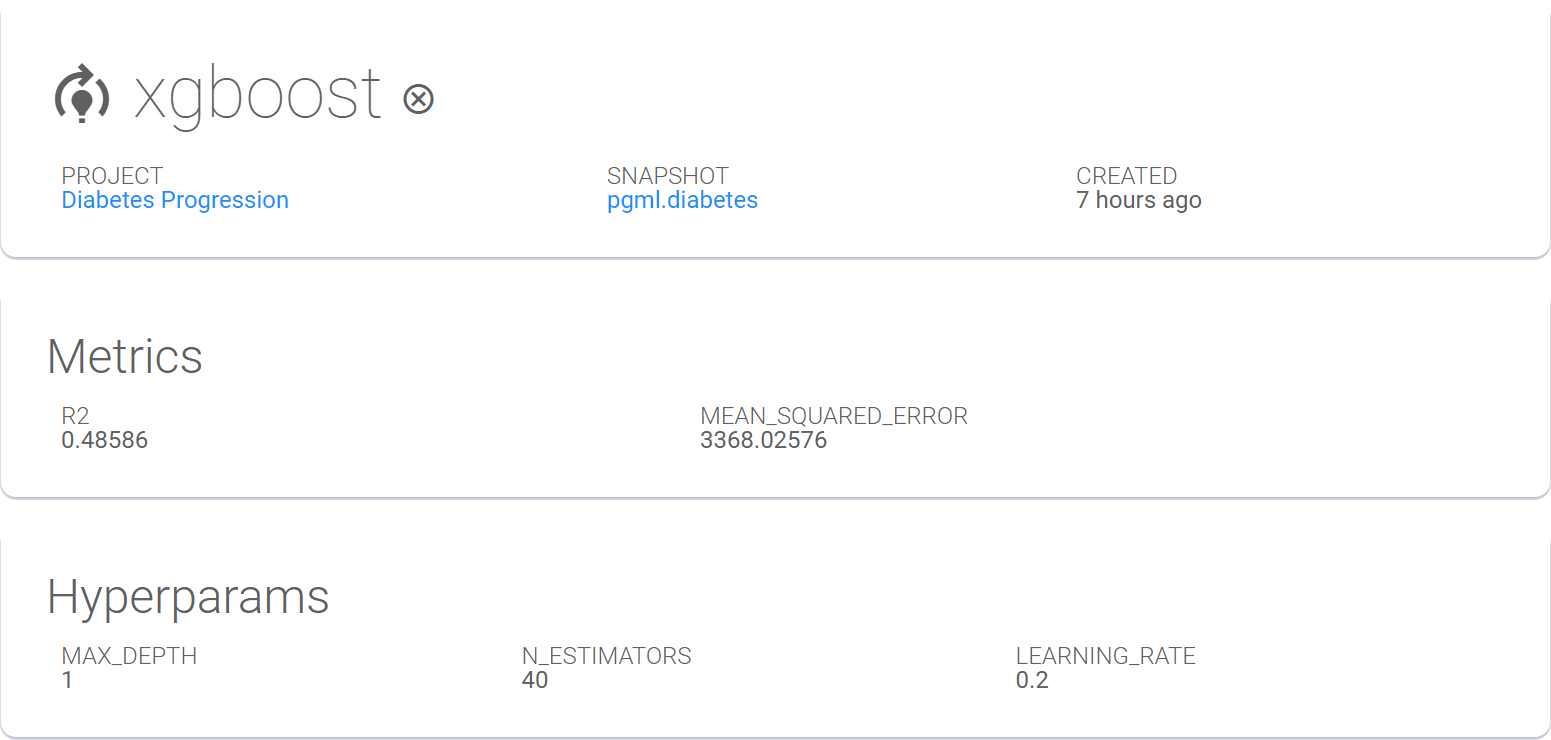 xgboost
PROJECT SNAPSHOT CREATED
Diabetes Progression pgml.diabetes 7 hours ago
Metrics
R2 MEAN_SQUARED_ERROR
0.48586 3368.02576
Hyperparams
MAX_DEPTH N_ESTIMATORS LEARNING_RATE
1 40 0.2